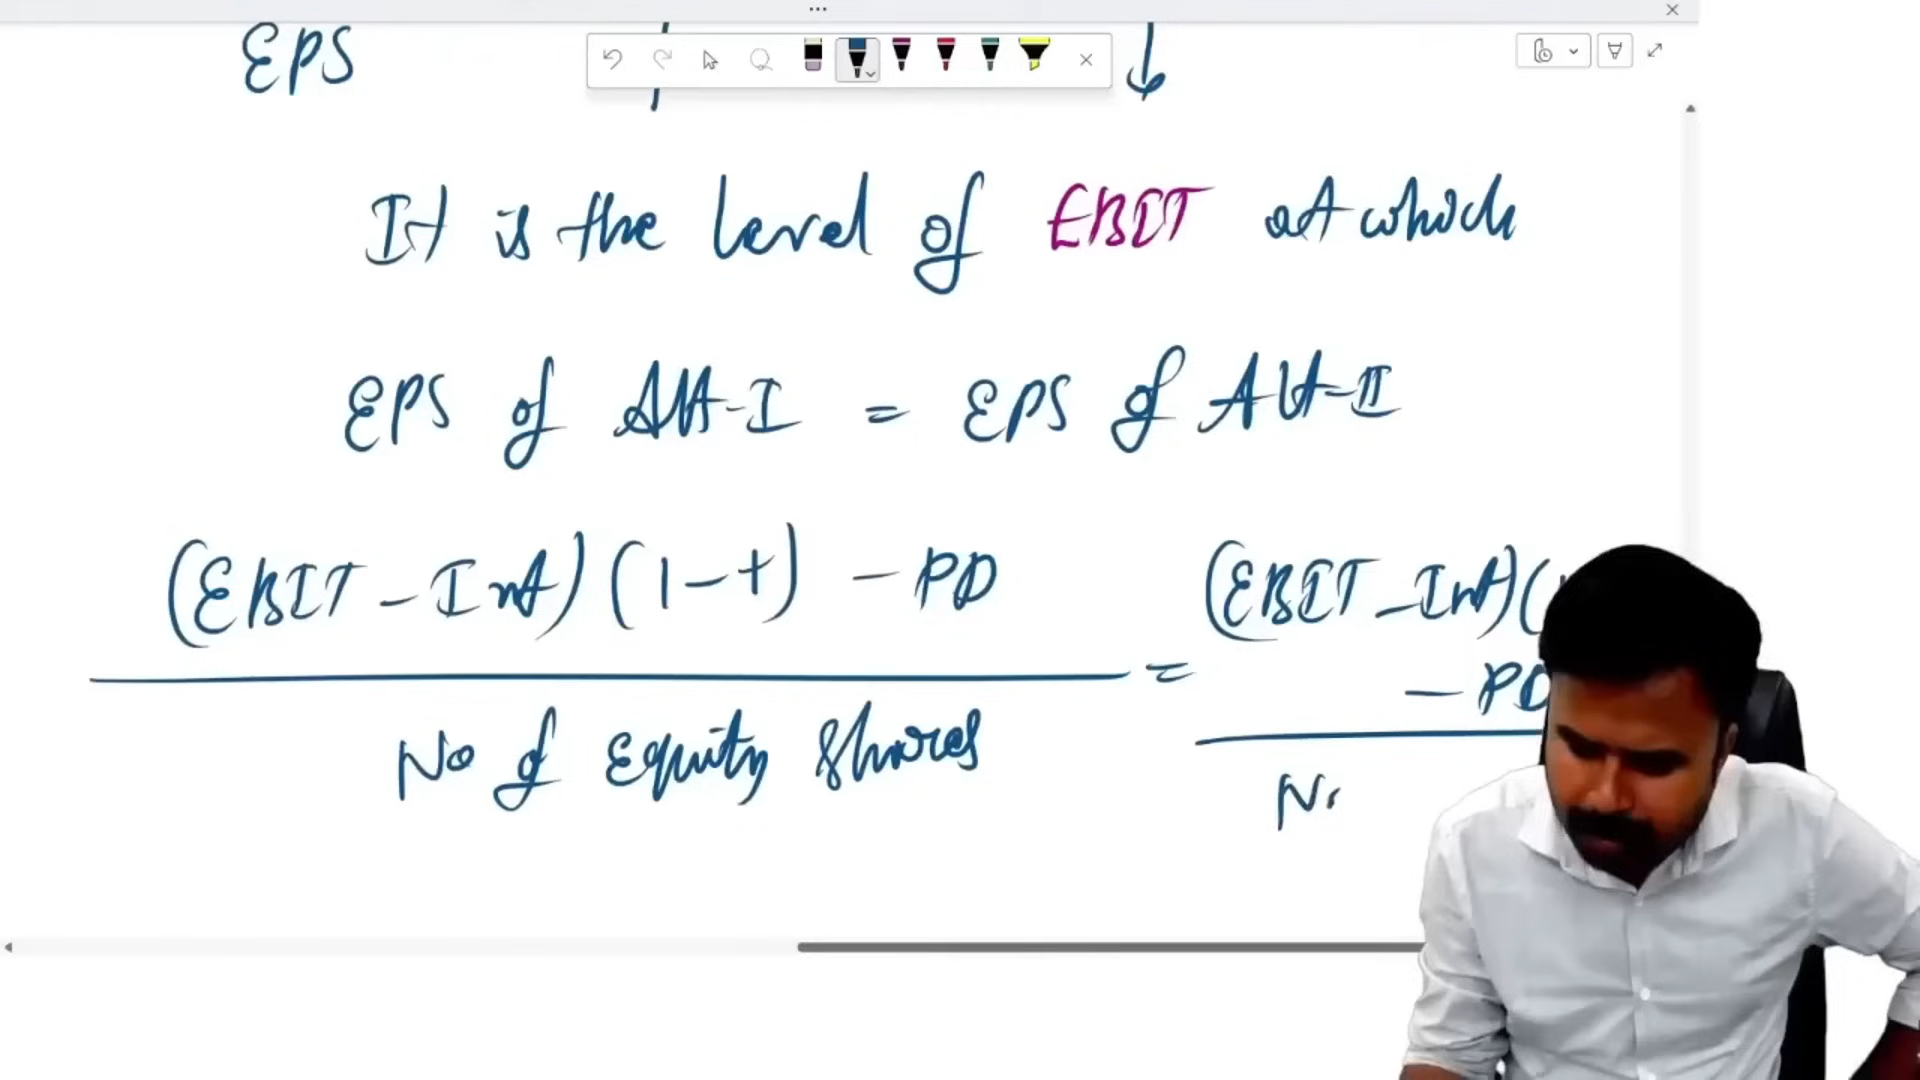 EPS
It is the level of EBIT at which
EPS of Alt-I = EPS of Alt-II
(EBIT - Int) (1-t) - PD = (EBIT - Int) (
- PD
No of Equity Shares
No